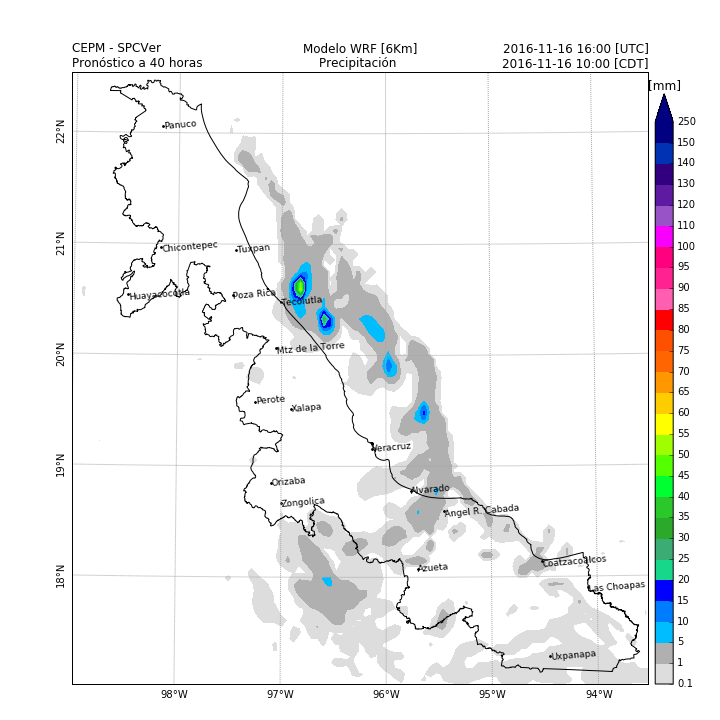 CEPM - SPCVer Modelo WRF [6Km] 2016-11-16 16:00 [UTC]
Pronóstico a 40 horas Precipitación 2016-11-16 10:00 [CDT]
[mm]
250
150
140
130
120
110
100
95
90
85
80
75
70
65
60
55
50
45
40
35
30
25
20
15
10
5
1
0.1
22°N
21°N
20°N
19°N
18°N
Panuco
Chicontepec
Tuxpan
Huayacocotla
Poza Rica
Tecolutla
Mtz de la Torre
Perote
Xalapa
Veracruz
Orizaba
Alvarado
Zongolica
Angel R. Cabada
Azueta
Coatzacoalcos
Las Choapas
Uxpanapa
98°W 97°W 96°W 95°W 94°W